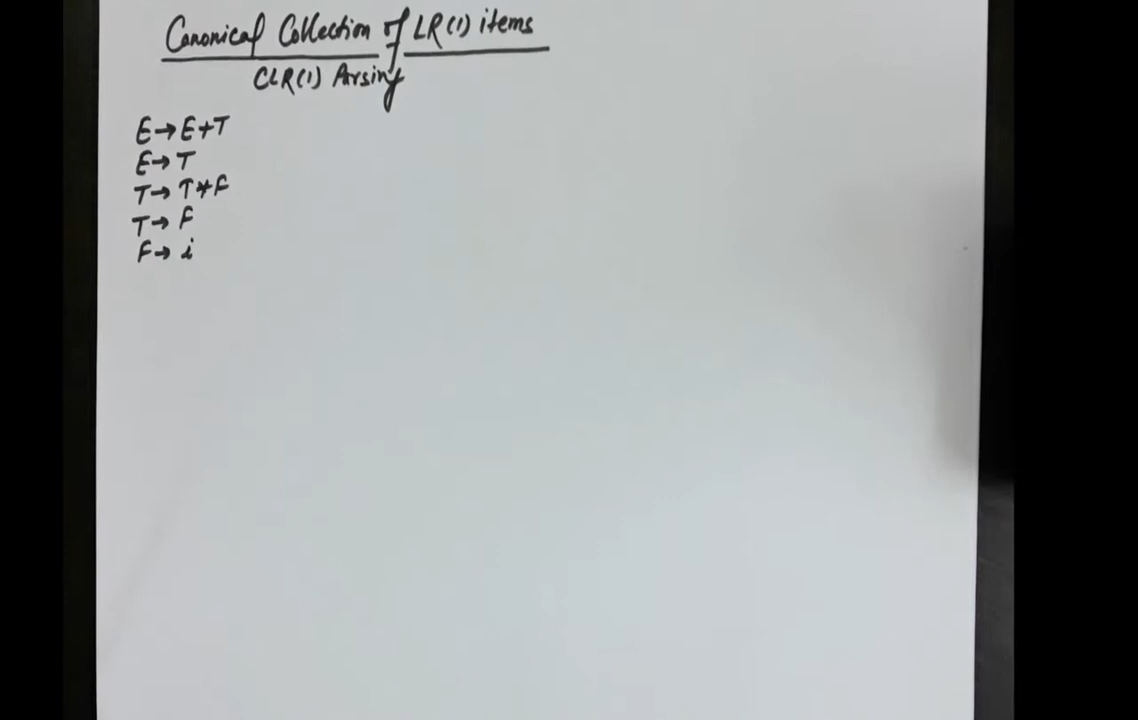 Canonical Collection of LR(1) items
CLR(1) Parsing
E→E+T
E→T
T→T*F
T→F
F→i